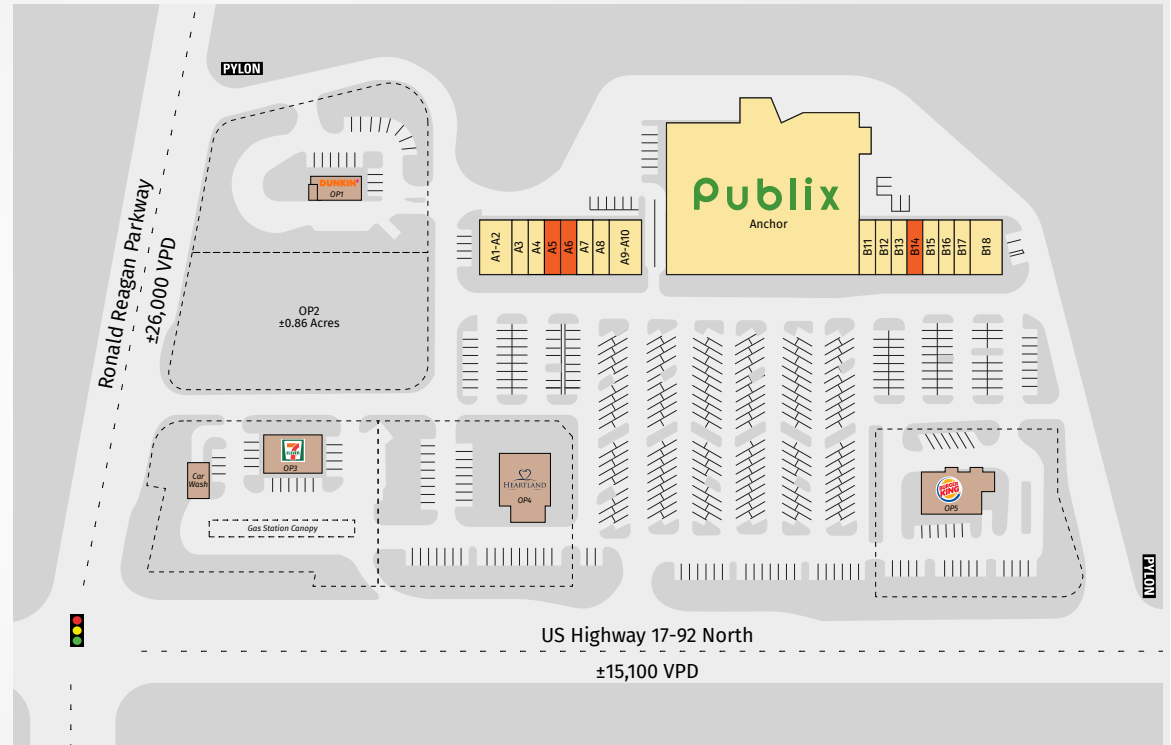 PYLON
Publix
Anchor
DUNKIN'
OP1
Ronald Reagan Parkway
±26,000 VPD
A1-A2
A3
A4
A5
A6
A7
A8
A9-A10
B11
B12
B13
B14
B15
B16
B17
B18
OP2
±0.86 Acres
7
ELEVEN
OP3
Car
Wash
Gas Station Canopy
HEARTLAND
OP4
BURGER
KING
OP5
PYLON
US Highway 17-92 North
±15,100 VPD